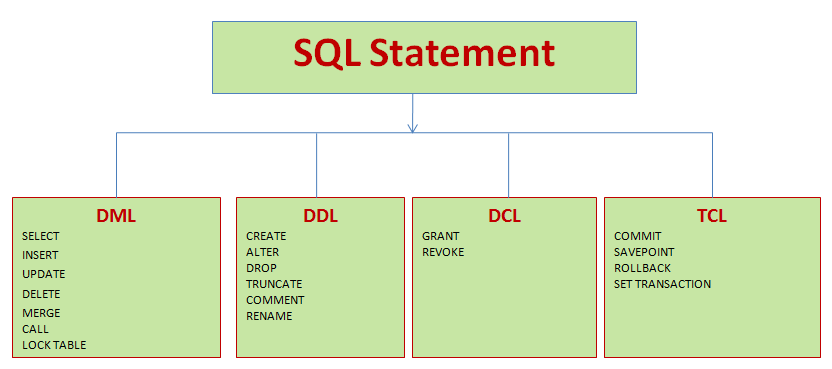 SQL Statement
DML
SELECT
INSERT
UPDATE
DELETE
MERGE
CALL
LOCK TABLE
DDL
CREATE
ALTER
DROP
TRUNCATE
COMMENT
RENAME
DCL
GRANT
REVOKE
TCL
COMMIT
SAVEPOINT
ROLLBACK
SET TRANSACTION